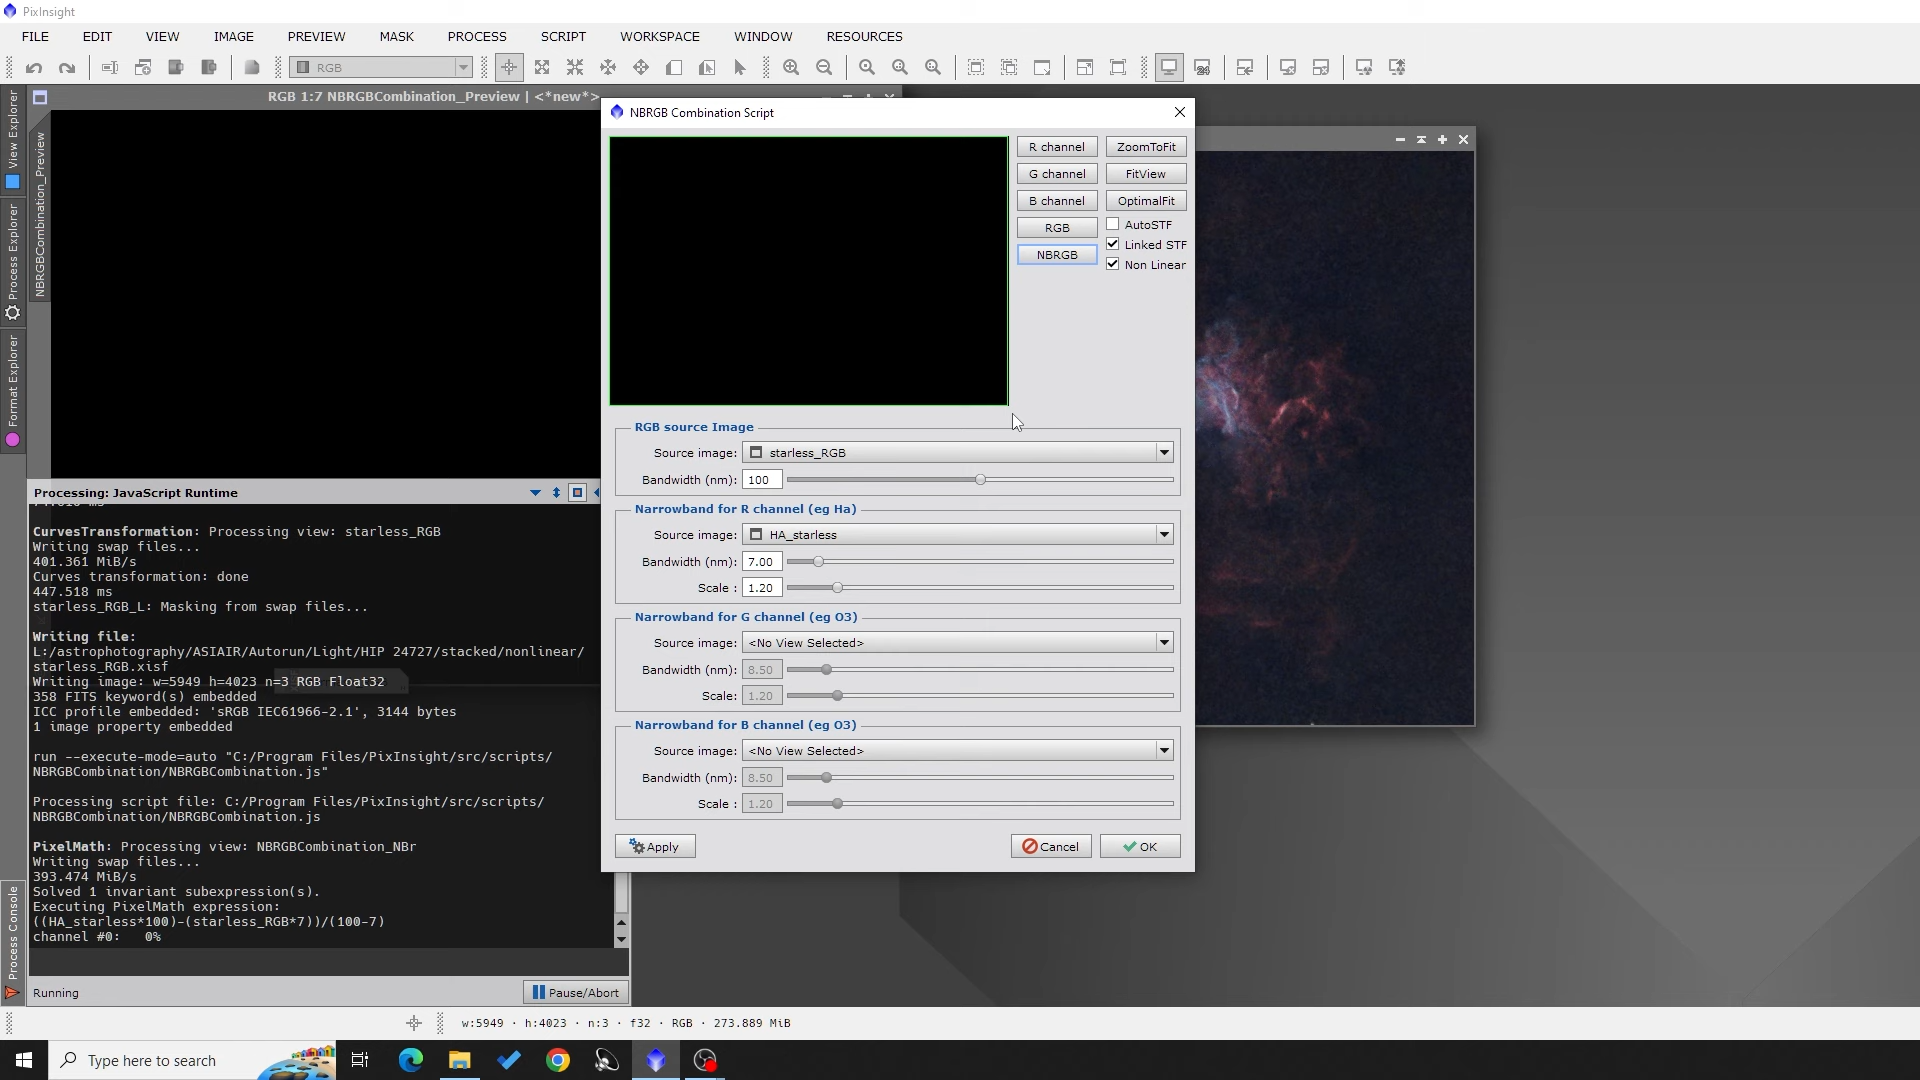 PixInsight
FILE EDIT VIEW IMAGE PREVIEW MASK PROCESS SCRIPT WORKSPACE WINDOW RESOURCES
RGB
24
RGB 1:7 NBRGBCombination_Preview | <*new*>
View Explorer
Process Explorer
Format Explorer
Process Console
NBRGBCombination_Preview
NBRGB Combination Script
R channel ZoomToFit
G channel FitView
B channel OptimalFit
RGB AutoSTF
Linked STF
NBRGB Non Linear
RGB source Image
Source image: starless_RGB
Bandwidth (nm): 100
Narrowband for R channel (eg Ha)
Source image: HA_starless
Bandwidth (nm): 7.00
Scale : 1.20
Narrowband for G channel (eg O3)
Source image: <No View Selected>
Bandwidth (nm): 8.50
Scale: 1.20
Narrowband for B channel (eg O3)
Source image: <No View Selected>
Bandwidth (nm): 8.50
Scale : 1.20
Apply Cancel OK
Processing: JavaScript Runtime
CurvesTransformation: Processing view: starless_RGB
Writing swap files...
401.361 MiB/s
Curves transformation: done
447.518 ms
starless_RGB_L: Masking from swap files...
Writing file:
L:/astrophotography/ASIAIR/Autorun/Light/HIP 24727/stacked/nonlinear/
starless_RGB.xisf
Writing image: w=5949 h=4023 n=3 RGB Float32
358 FITS keyword(s) embedded
ICC profile embedded: 'sRGB IEC61966-2.1', 3144 bytes
1 image property embedded
run --execute-mode=auto "C:/Program Files/PixInsight/src/scripts/
NBRGBCombination/NBRGBCombination.js"
Processing script file: C:/Program Files/PixInsight/src/scripts/
NBRGBCombination/NBRGBCombination.js
PixelMath: Processing view: NBRGBCombination_NBr
Writing swap files...
393.474 MiB/s
Solved 1 invariant subexpression(s).
Executing PixelMath expression:
((HA_starless*100)-(starless_RGB*7))/(100-7)
channel #0: 0%
Running Pause/Abort
w:5949 · h:4023 · n:3 · f32 · RGB · 273.889 MiB
Type here to search